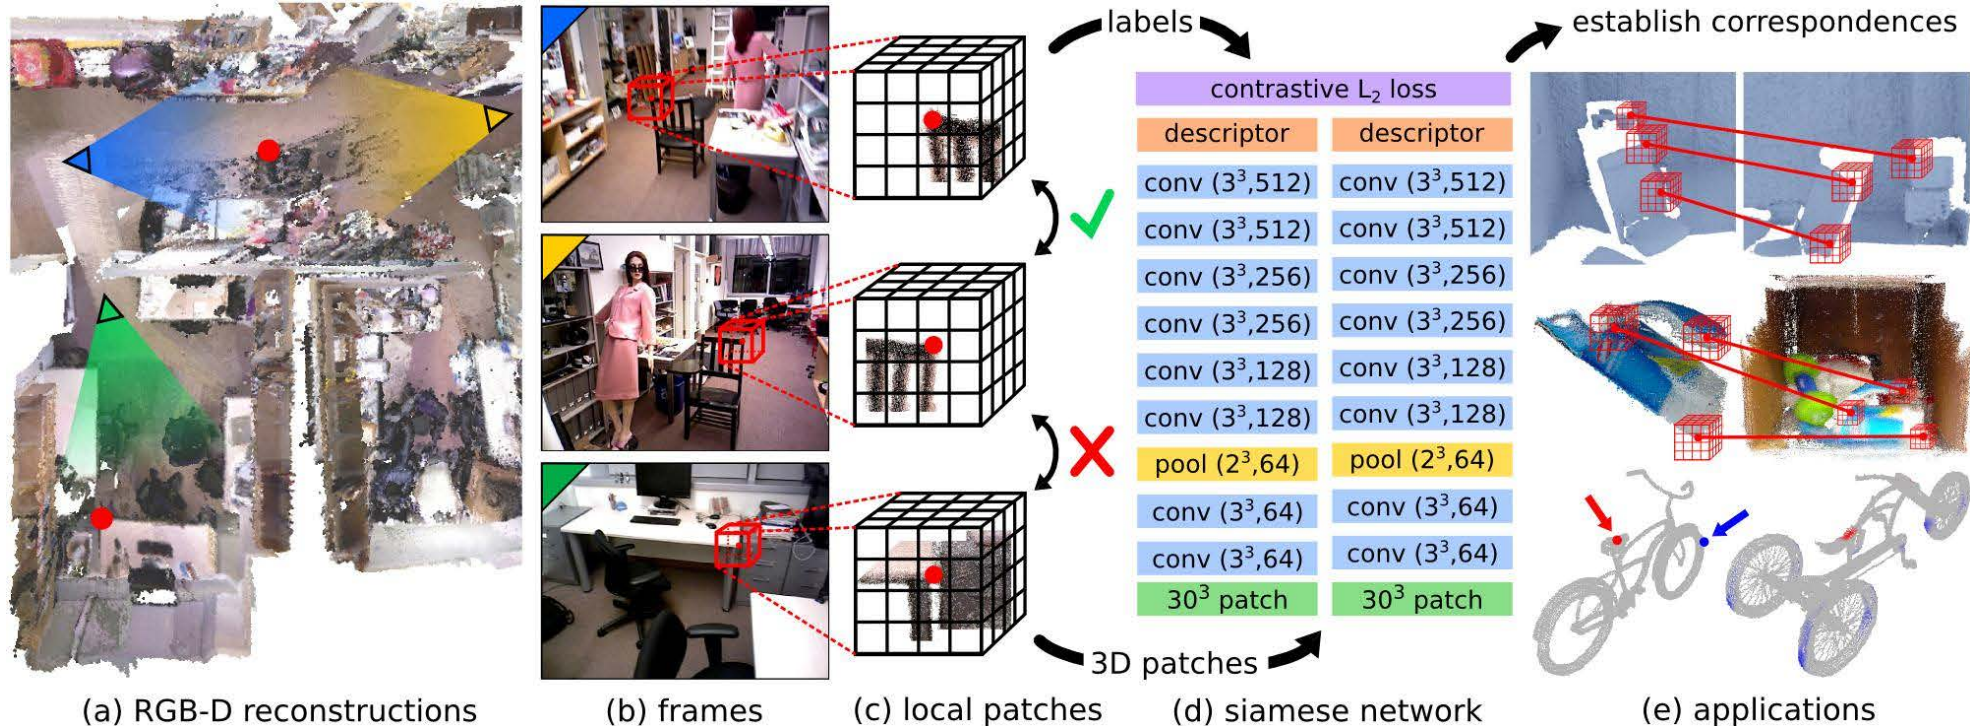 labels
establish correspondences
contrastive L₂ loss
descriptor descriptor
conv (3³,512) conv (3³,512)
conv (3³,512) conv (3³,512)
conv (3³,256) conv (3³,256)
conv (3³,256) conv (3³,256)
conv (3³,128) conv (3³,128)
conv (3³,128) conv (3³,128)
pool (2³,64) pool (2³,64)
conv (3³,64) conv (3³,64)
conv (3³,64) conv (3³,64)
30³ patch 30³ patch
3D patches
(a) RGB-D reconstructions
(b) frames
(c) local patches
(d) siamese network
(e) applications